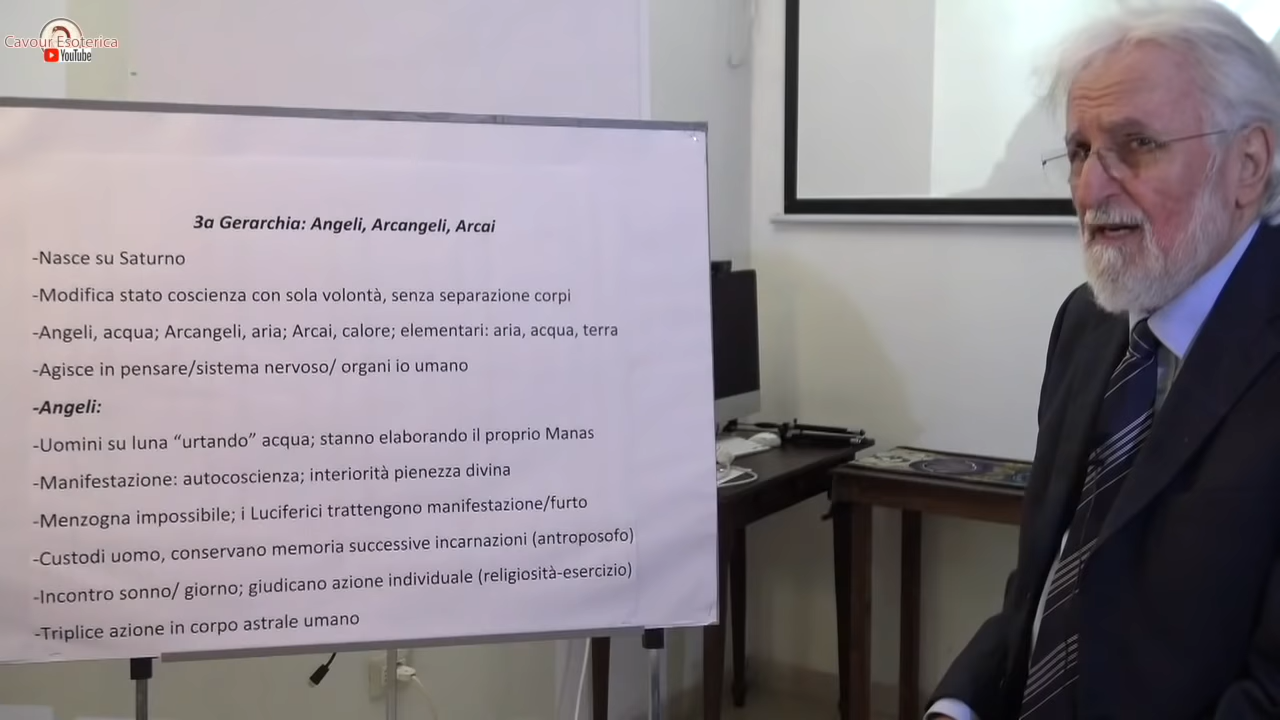 Cavour Esoterica
YouTube
3a Gerarchia: Angeli, Arcangeli, Arcai
-Nasce su Saturno
-Modifica stato coscienza con sola volontà, senza separazione corpi
-Angeli, acqua; Arcangeli, aria; Arcai, calore; elementari: aria, acqua, terra
-Agisce in pensare/sistema nervoso/ organi io umano
-Angeli:
-Uomini su luna “urtando” acqua; stanno elaborando il proprio Manas
-Manifestazione: autocoscienza; interiorità pienezza divina
-Menzogna impossibile; i Luciferici trattengono manifestazione/furto
-Custodi uomo, conservano memoria successive incarnazioni (antroposofo)
-Incontro sonno/ giorno; giudicano azione individuale (religiosità-esercizio)
-Triplice azione in corpo astrale umano